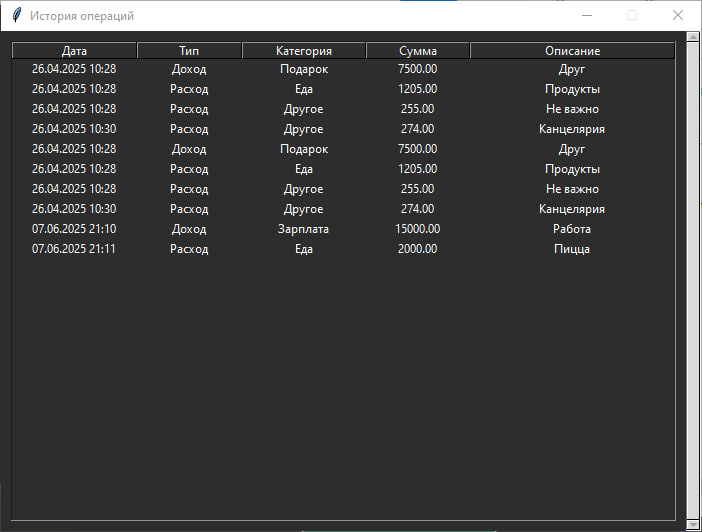 История операций
Дата Тип Категория Сумма Описание
26.04.2025 10:28 Доход Подарок 7500.00 Друг
26.04.2025 10:28 Расход Еда 1205.00 Продукты
26.04.2025 10:28 Расход Другое 255.00 Не важно
26.04.2025 10:30 Расход Другое 274.00 Канцелярия
26.04.2025 10:28 Доход Подарок 7500.00 Друг
26.04.2025 10:28 Расход Еда 1205.00 Продукты
26.04.2025 10:28 Расход Другое 255.00 Не важно
26.04.2025 10:30 Расход Другое 274.00 Канцелярия
07.06.2025 21:10 Доход Зарплата 15000.00 Работа
07.06.2025 21:11 Расход Еда 2000.00 Пицца